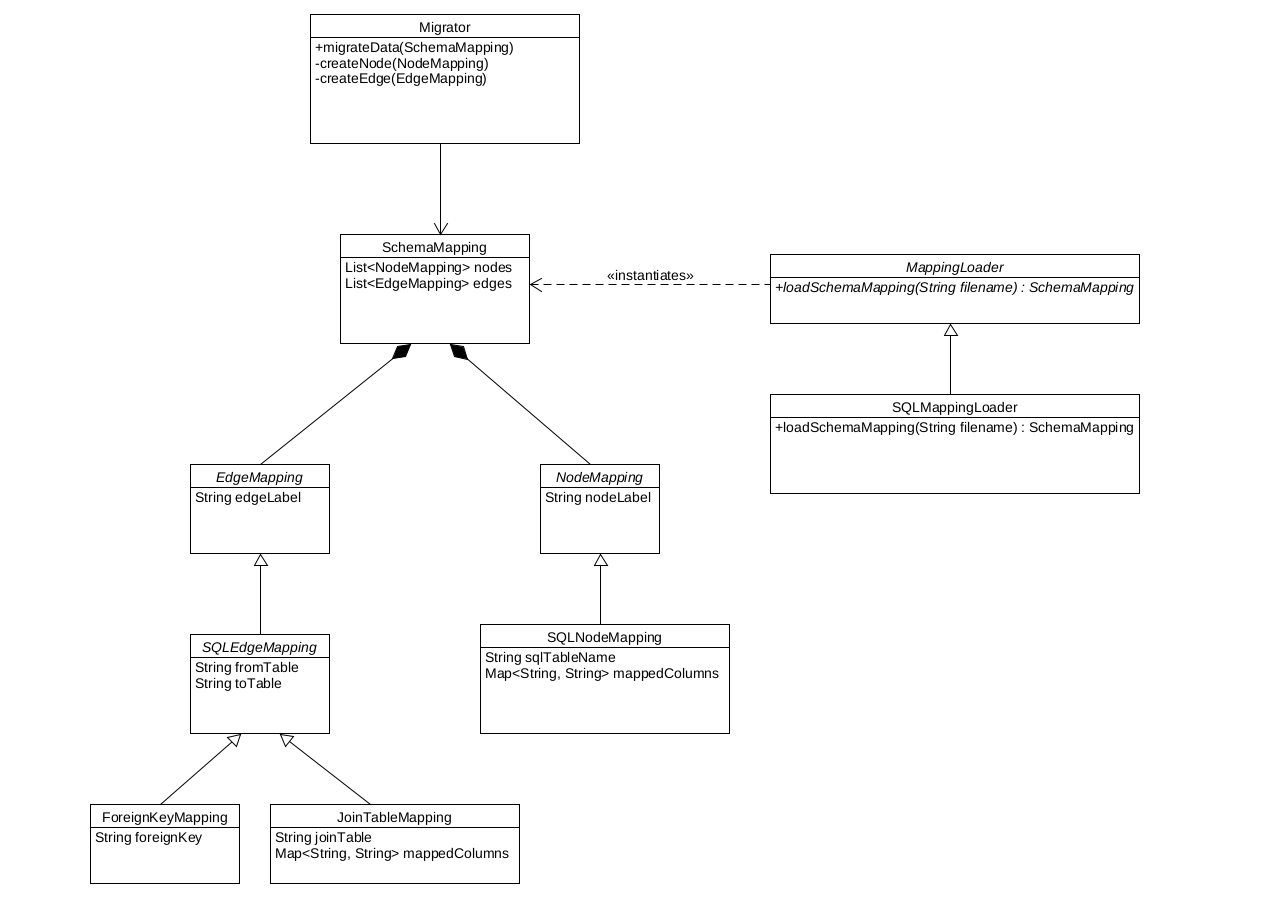 Migrator
+migrateData(SchemaMapping)
-createNode(NodeMapping)
-createEdge(EdgeMapping)
SchemaMapping
List<NodeMapping> nodes
List<EdgeMapping> edges
«instantiates»
MappingLoader
+loadSchemaMapping(String filename) : SchemaMapping
SQLMappingLoader
+loadSchemaMapping(String filename) : SchemaMapping
EdgeMapping
String edgeLabel
NodeMapping
String nodeLabel
SQLEdgeMapping
String fromTable
String toTable
SQLNodeMapping
String sqlTableName
Map<String, String> mappedColumns
ForeignKeyMapping
String foreignKey
JoinTableMapping
String joinTable
Map<String, String> mappedColumns